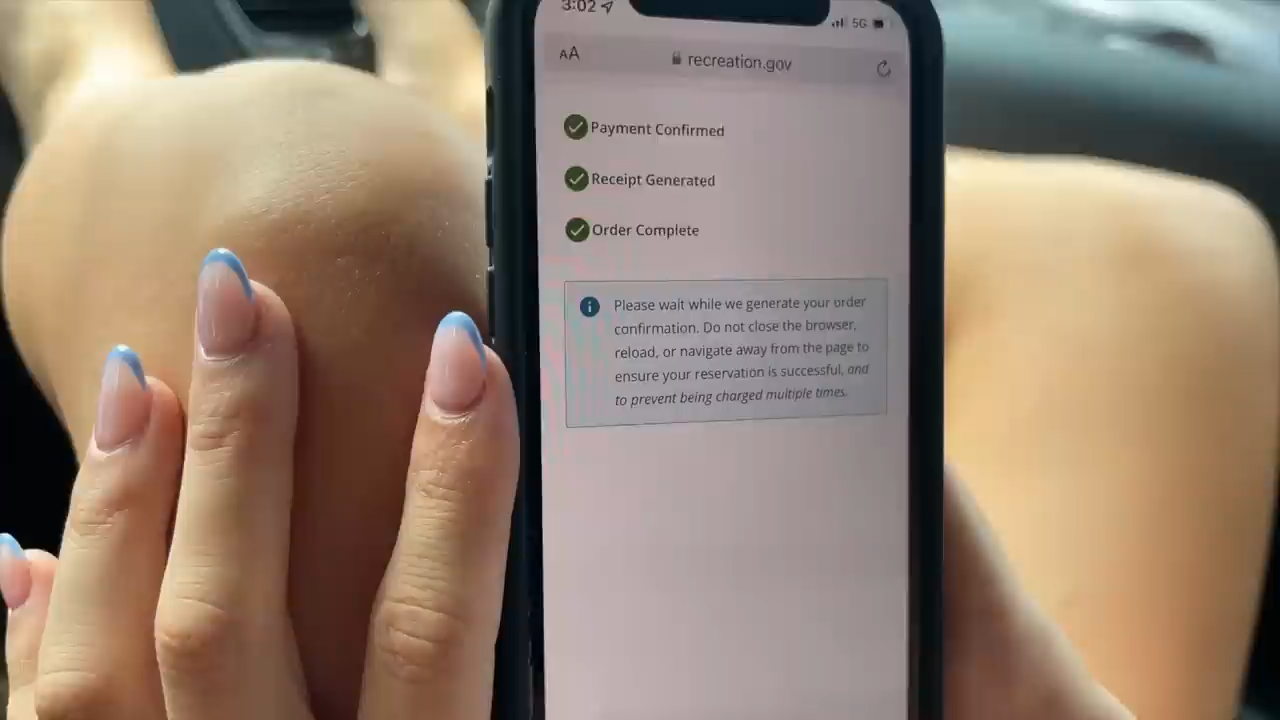 3:02
5G
AA recreation.gov
Payment Confirmed
Receipt Generated
Order Complete
Please wait while we generate your order
confirmation. Do not close the browser,
reload, or navigate away from the page to
ensure your reservation is successful, and
to prevent being charged multiple times.